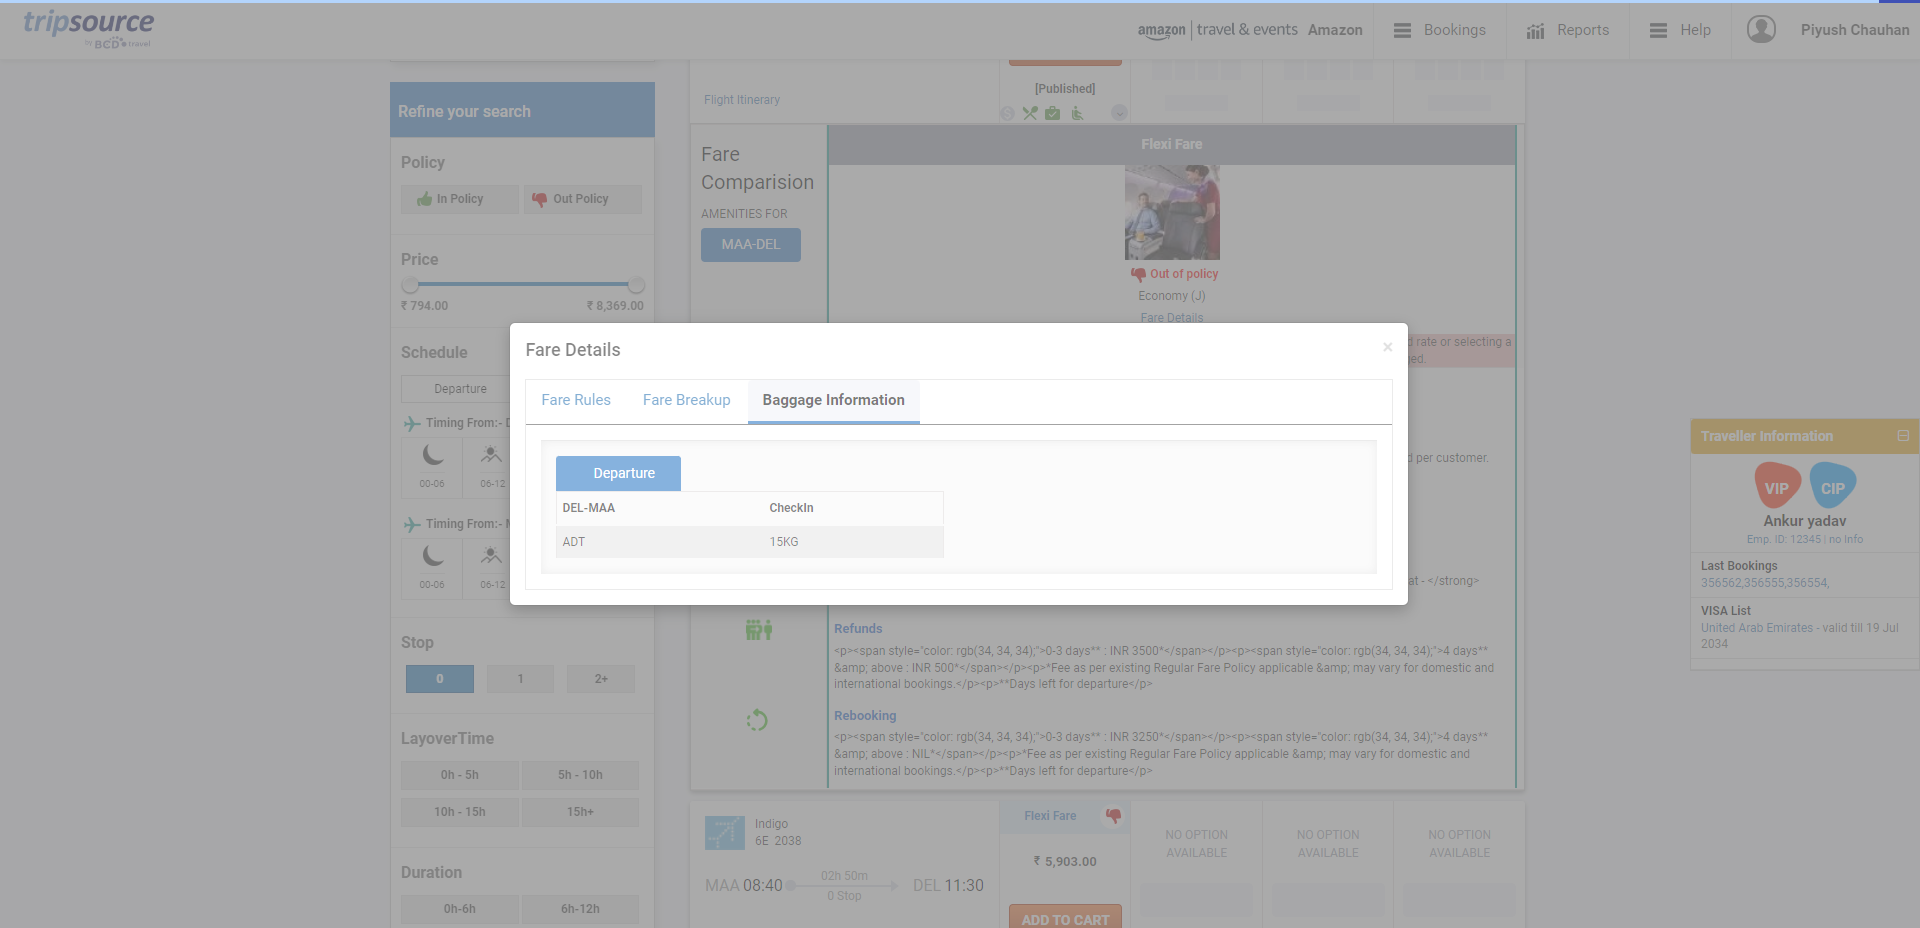 tripsource
by BCD travel
amazon | travel & events Amazon
Bookings
Reports
Help
Piyush Chauhan
Refine your search
Policy
In Policy
Out Policy
Price
₹ 794.00
₹ 8,369.00
Schedule
Departure
Timing From:- D
00-06
06-12
Timing From:- M
00-06
06-12
Stop
0
1
2+
LayoverTime
0h - 5h
5h - 10h
10h - 15h
15h+
Duration
0h-6h
6h-12h
Flight Itinerary
[Published]
Fare
Comparision
AMENITIES FOR
MAA-DEL
Flexi Fare
Out of policy
Economy (J)
Fare Details
d rate or selecting a
ged.
d per customer.
at - </strong>
Fare Details
×
Fare Rules
Fare Breakup
Baggage Information
Departure
DEL-MAA
CheckIn
ADT
15KG
Refunds
<p><span style="color: rgb(34, 34, 34);">0-3 days** : INR 3500*</span></p><p><span style="color: rgb(34, 34, 34);">4 days**
&amp; above : INR 500*</span></p><p>*Fee as per existing Regular Fare Policy applicable &amp; may vary for domestic and
international bookings.</p><p>**Days left for departure</p>
Rebooking
<p><span style="color: rgb(34, 34, 34);">0-3 days** : INR 3250*</span></p><p><span style="color: rgb(34, 34, 34);">4 days**
&amp; above : NIL*</span></p><p>*Fee as per existing Regular Fare Policy applicable &amp; may vary for domestic and
international bookings.</p><p>**Days left for departure</p>
Indigo
6E 2038
MAA 08:40
02h 50m
0 Stop
DEL 11:30
Flexi Fare
₹ 5,903.00
ADD TO CART
NO OPTION
AVAILABLE
NO OPTION
AVAILABLE
NO OPTION
AVAILABLE
Traveller Information
VIP
CIP
Ankur yadav
Emp. ID: 12345 | no info
Last Bookings
356562,356555,356554,
VISA List
United Arab Emirates - valid till 19 Jul
2034